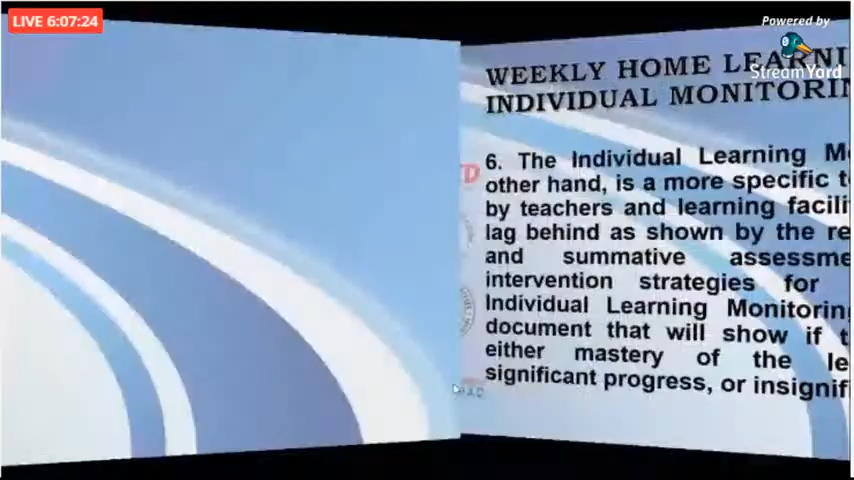 LIVE 6:07:24
Powered by
StreamYard
WEEKLY HOME LEARNI
INDIVIDUAL MONITORIN
6. The Individual Learning M
other hand, is a more specific t
by teachers and learning facili
lag behind as shown by the re
and summative assessme
intervention strategies for
Individual Learning Monitoring
document that will show if t
either mastery of the le
significant progress, or insignif